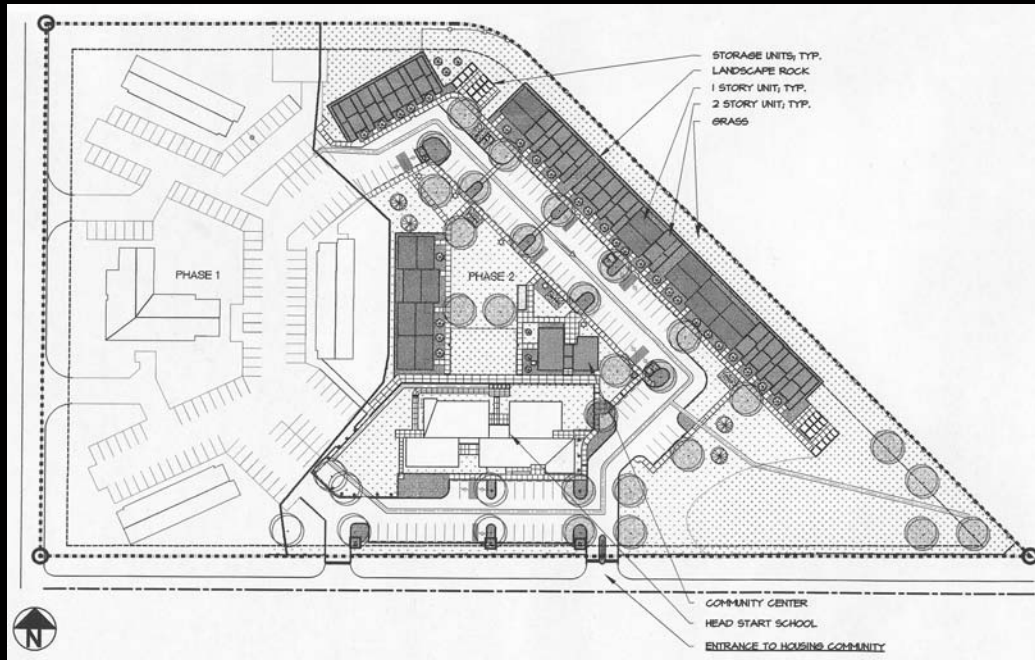 STORAGE UNITS, TYP.
LANDSCAPE ROCK
1 STORY UNIT, TYP.
2 STORY UNIT, TYP.
GRASS
PHASE 1
PHASE 2
COMMUNITY CENTER
HEAD START SCHOOL
ENTRANCE TO HOUSING COMMUNITY
N